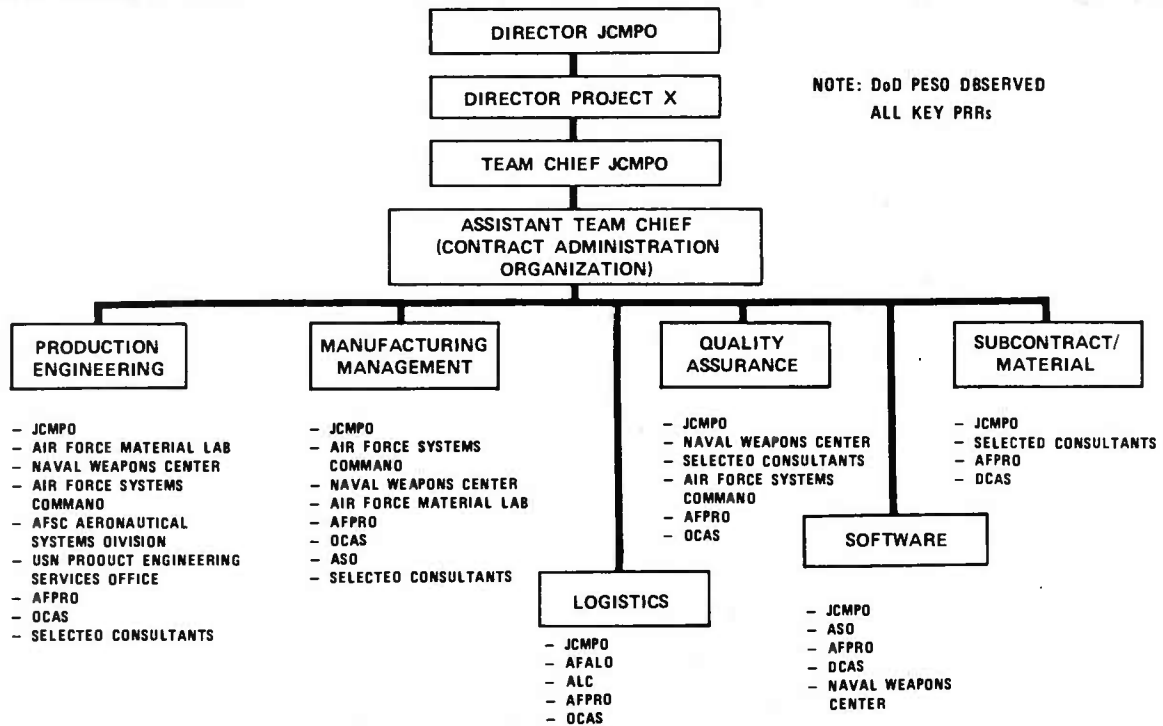 DIRECTOR JCMPO
NOTE: DoD PESO DBSERVED
ALL KEY PRRs
DIRECTOR PROJECT X
TEAM CHIEF JCMPO
ASSISTANT TEAM CHIEF
(CONTRACT ADMINISTRATION
ORGANIZATION)
PRODUCTION
ENGINEERING
– JCMPO
– AIR FORCE MATERIAL LAB
– NAVAL WEAPONS CENTER
– AIR FORCE SYSTEMS
COMMANO
– AFSC AERONAUTICAL
SYSTEMS DIVISION
– USN PRODUCT ENGINEERING
SERVICES OFFICE
– AFPRO
– OCAS
– SELECTED CONSULTANTS
MANUFACTURING
MANAGEMENT
– JCMPO
– AIR FORCE SYSTEMS
COMMANO
– NAVAL WEAPONS CENTER
– AIR FORCE MATERIAL LAB
– AFPRO
– OCAS
– ASO
– SELECTED CONSULTANTS
LOGISTICS
– JCMPO
– AFALO
– ALC
– AFPRO
– OCAS
QUALITY
ASSURANCE
– JCMPO
– NAVAL WEAPONS CENTER
– SELECTED CONSULTANTS
– AIR FORCE SYSTEMS
COMMANO
– AFPRO
– OCAS
SOFTWARE
– JCMPO
– ASO
– AFPRO
– DCAS
– NAVAL WEAPONS
CENTER
SUBCONTRACT/
MATERIAL
– JCMPO
– SELECTED CONSULTANTS
– AFPRO
– DCAS